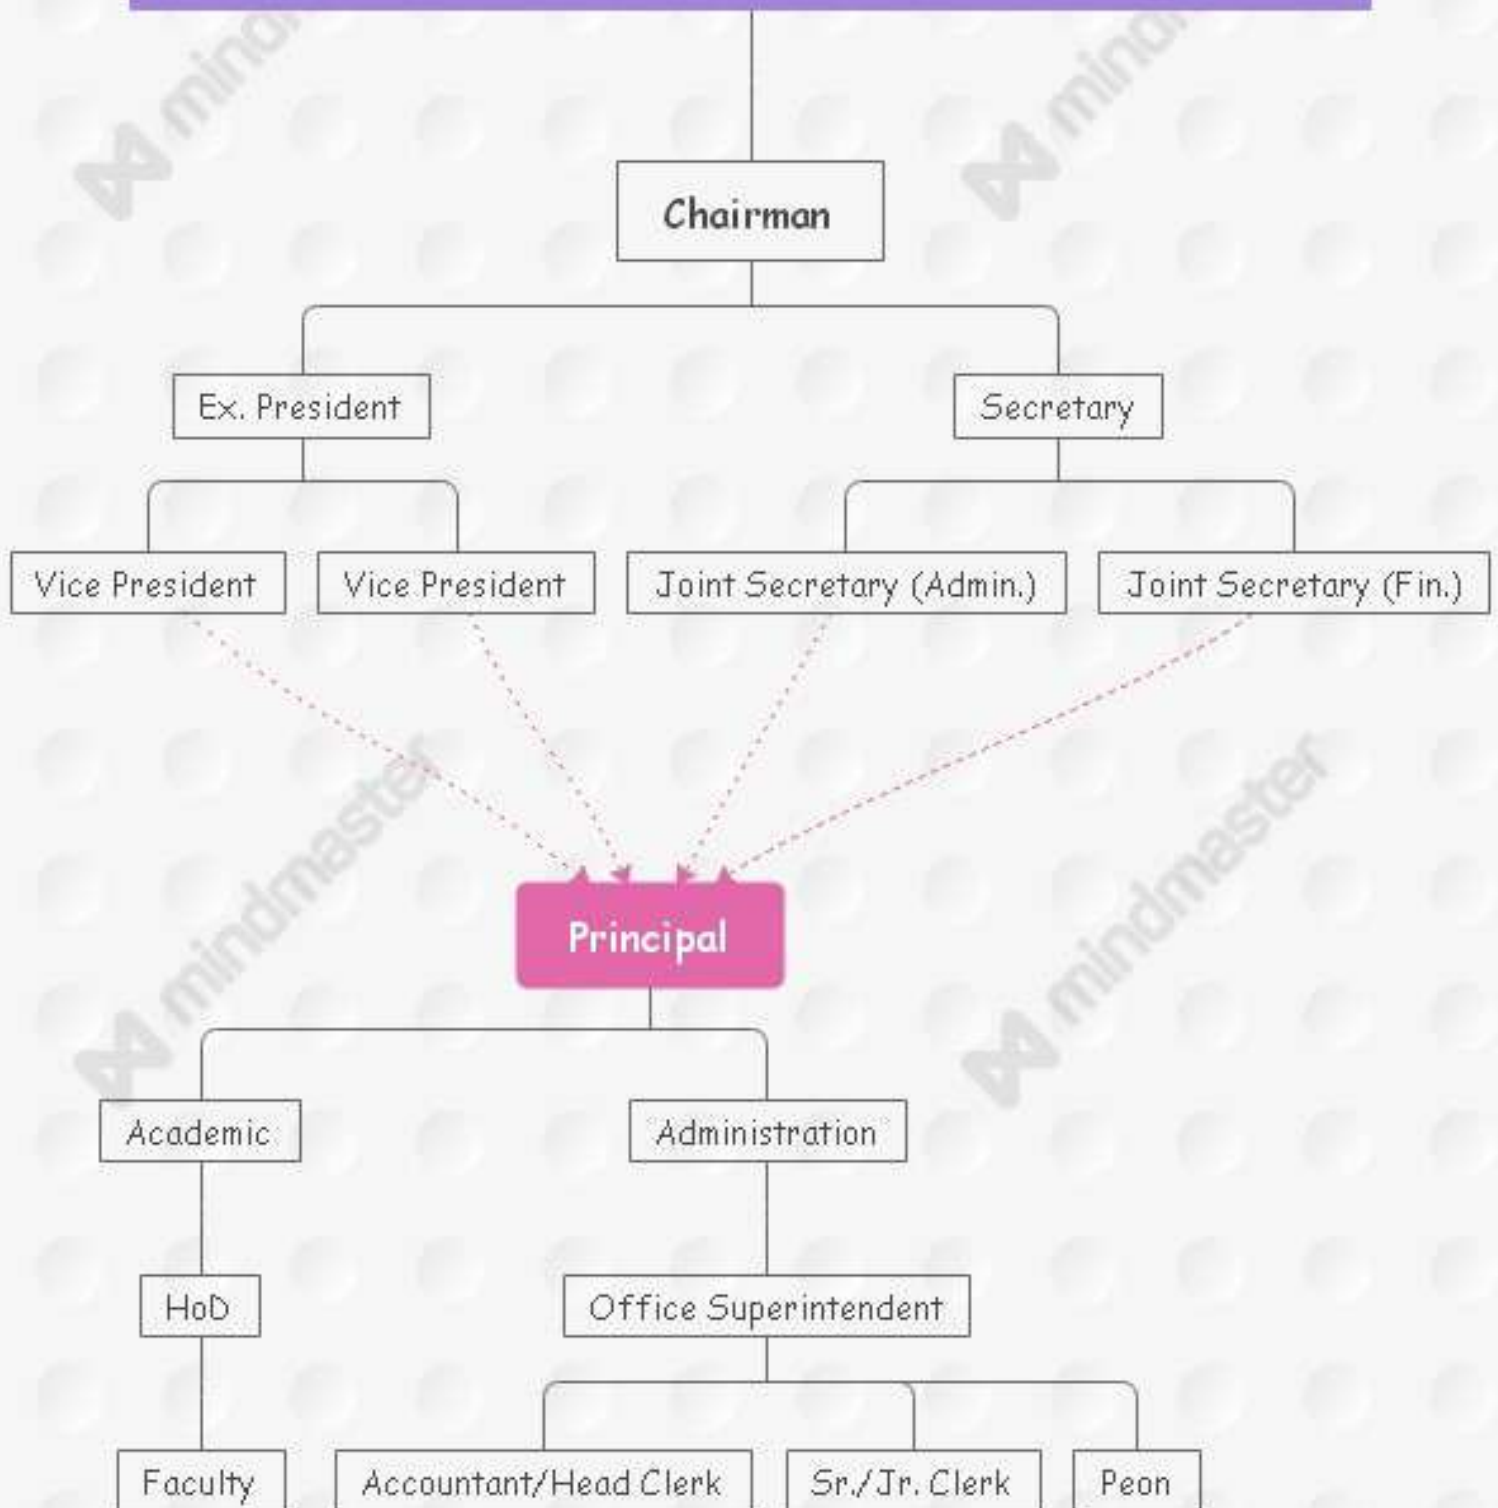 Chairman
Ex. President
Secretary
Vice President
Vice President
Joint Secretary (Admin.)
Joint Secretary (Fin.)
Principal
Academic
Administration
HoD
Office Superintendent
Faculty
Accountant/Head Clerk
Sr./Jr. Clerk
Peon
mindmaster
mindmaster